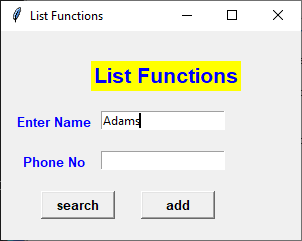 List Functions
List Functions
Enter Name Adams
Phone No
search add